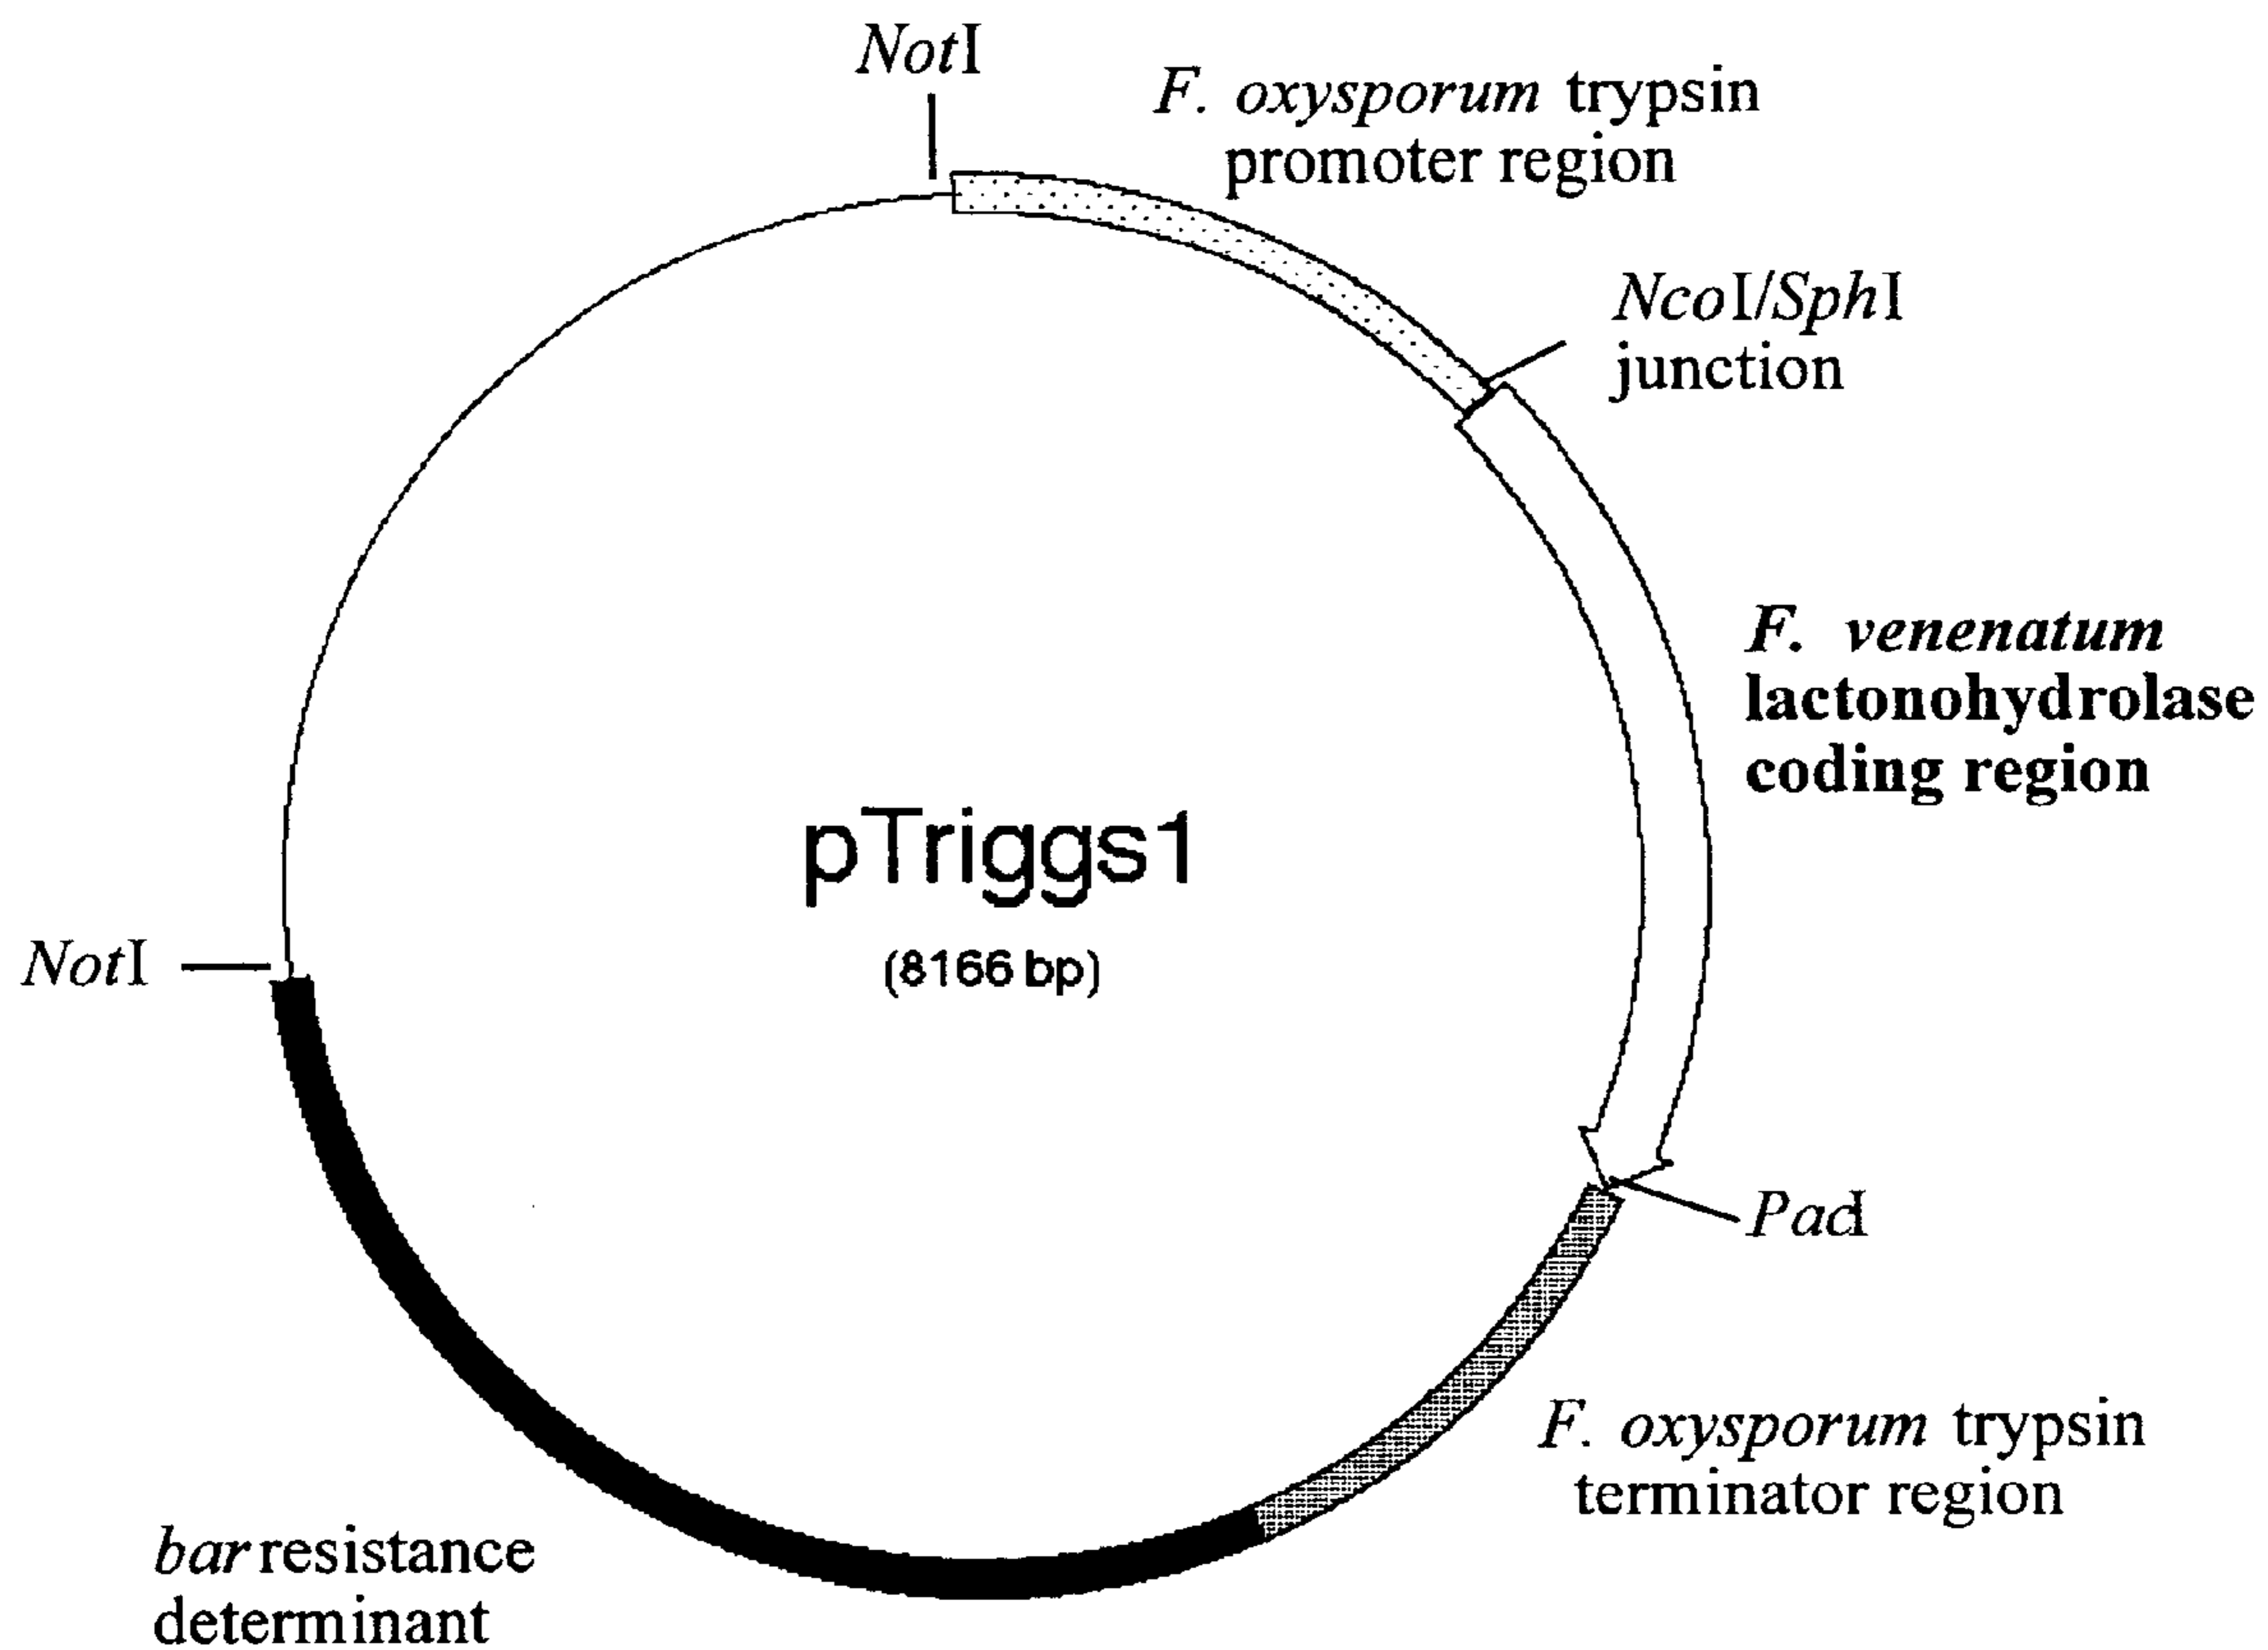 NotI
F. oxysporum trypsin
promoter region
NcoI/SphI
junction
F. venenatum
lactonohydrolase
coding region
pTriggs1
(8166 bp)
NotI
PacI
F. oxysporum trypsin
terminator region
bar resistance
determinant